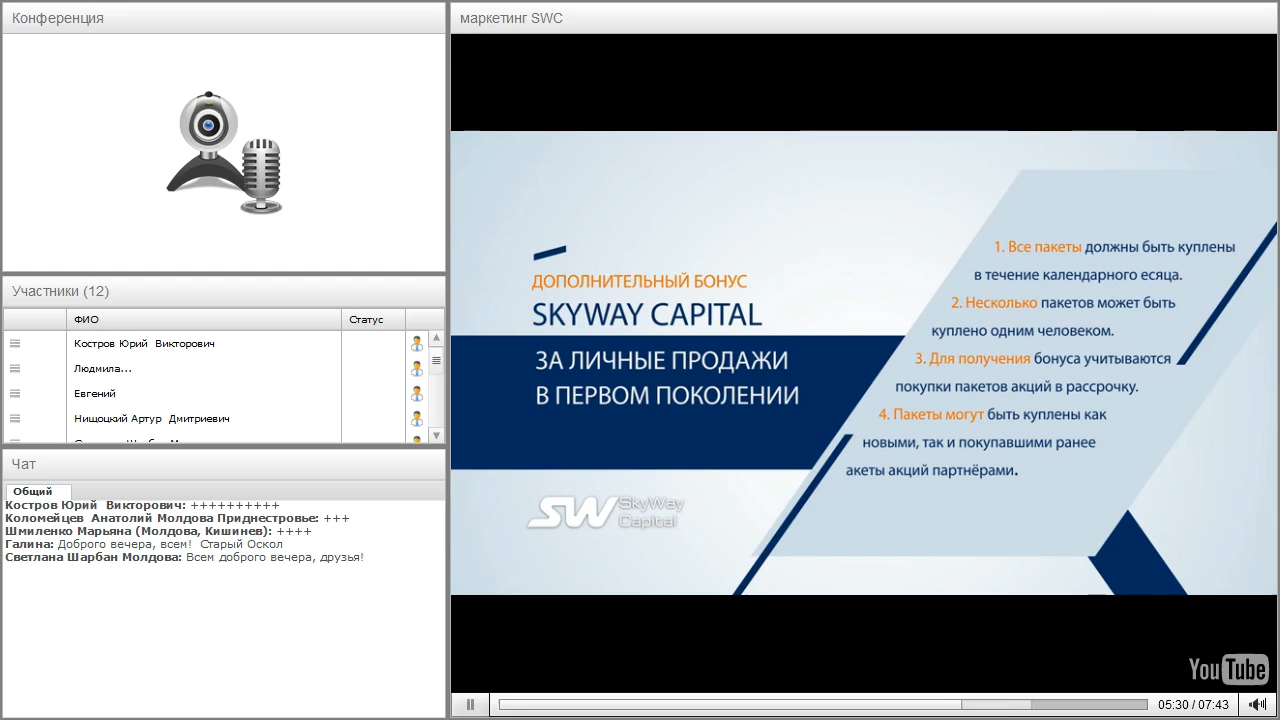 Конференция
Участники (12)
ФИО
Статус
Костров Юрий Викторович
Людмила...
Евгений
Нищоцкий Артур Дмитриевич
Чат
Общий
Костров Юрий Викторович: ++++++++++
Коломейцев Анатолий Молдова Приднестровье: +++
Шмиленко Марьяна (Молдова, Кишинев): ++++
Галина: Доброго вечера, всем! Старый Оскол
Светлана Шарбан Молдова: Всем доброго вечера, друзья!
маркетинг SWC
ДОПОЛНИТЕЛЬНЫЙ БОНУС
SKYWAY CAPITAL
ЗА ЛИЧНЫЕ ПРОДАЖИ
В ПЕРВОМ ПОКОЛЕНИИ
SW SkyWay
Capital
1. Все пакеты должны быть куплены
в течение календарного есяца.
2. Несколько пакетов может быть
куплено одним человеком.
3. Для получения бонуса учитываются
покупки пакетов акций в рассрочку.
4. Пакеты могут быть куплены как
новыми, так и покупавшими ранее
акеты акций партнёрами.
YouTube
05:30 / 07:43